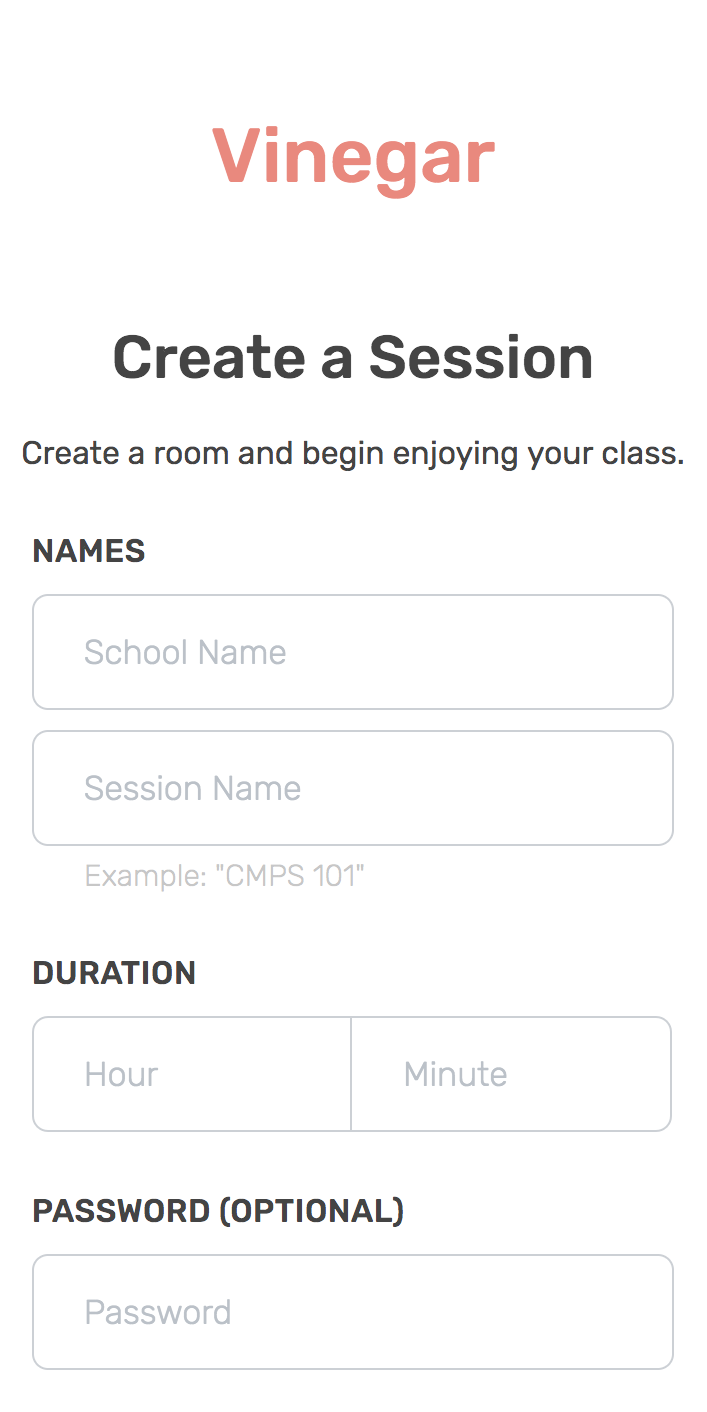 Vinegar
Create a Session
Create a room and begin enjoying your class.
NAMES
School Name
Session Name
Example: "CMPS 101"
DURATION
Hour Minute
PASSWORD (OPTIONAL)
Password